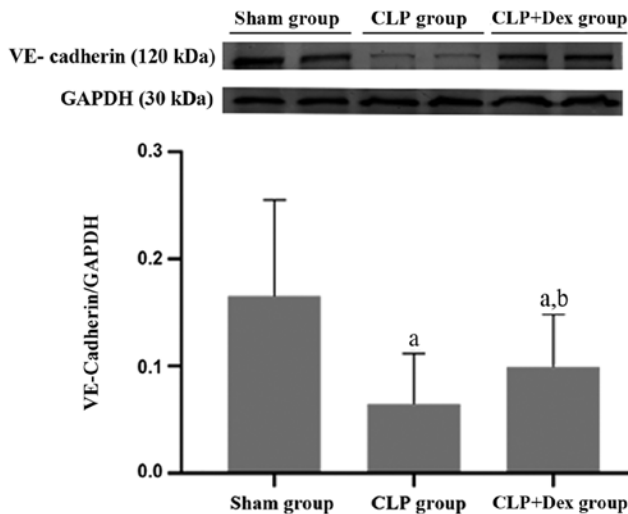 Sham group CLP group CLP+Dex group
VE- cadherin (120 kDa)
GAPDH (30 kDa)
0.3
0.2
0.1
0.0
VE-Cadherin/GAPDH
a
a,b
Sham group CLP group CLP+Dex group